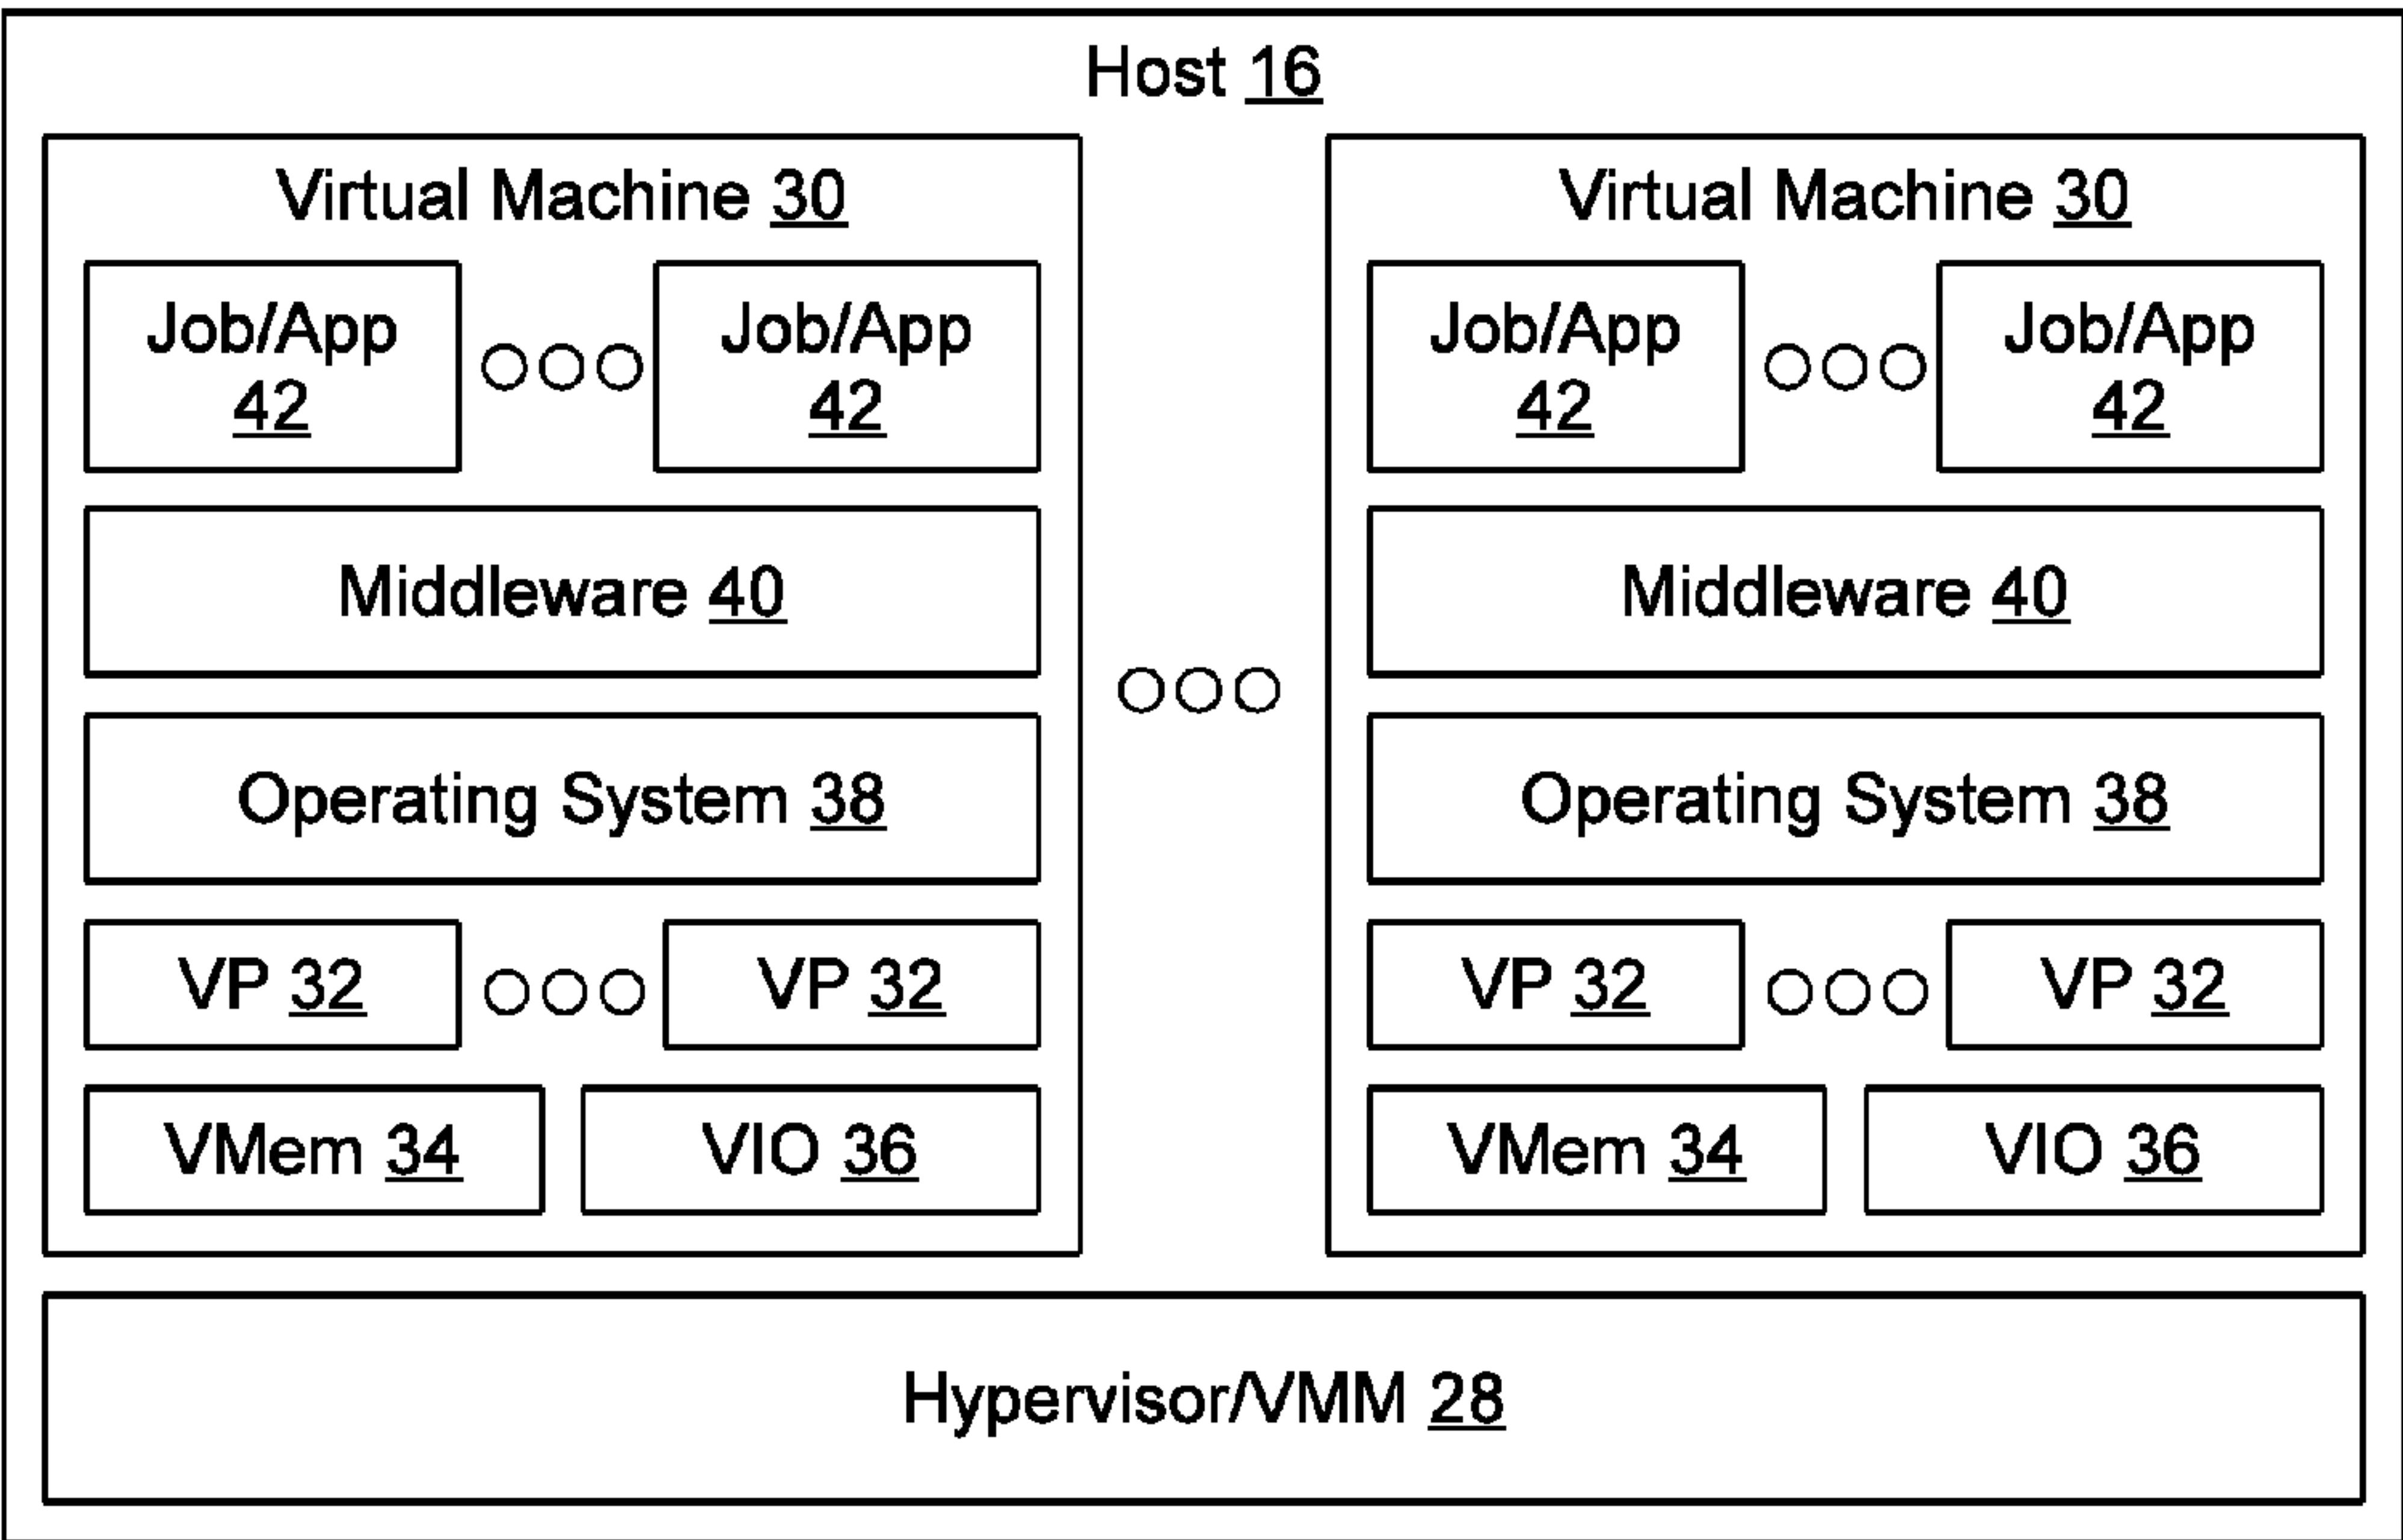 Host 16
Virtual Machine 30
Job/App
42
Job/App
42
Middleware 40
Operating System 38
VP 32
VP 32
VMem 34
VIO 36
Virtual Machine 30
Job/App
42
Job/App
42
Middleware 40
Operating System 38
VP 32
VP 32
VMem 34
VIO 36
Hypervisor/VMM 28